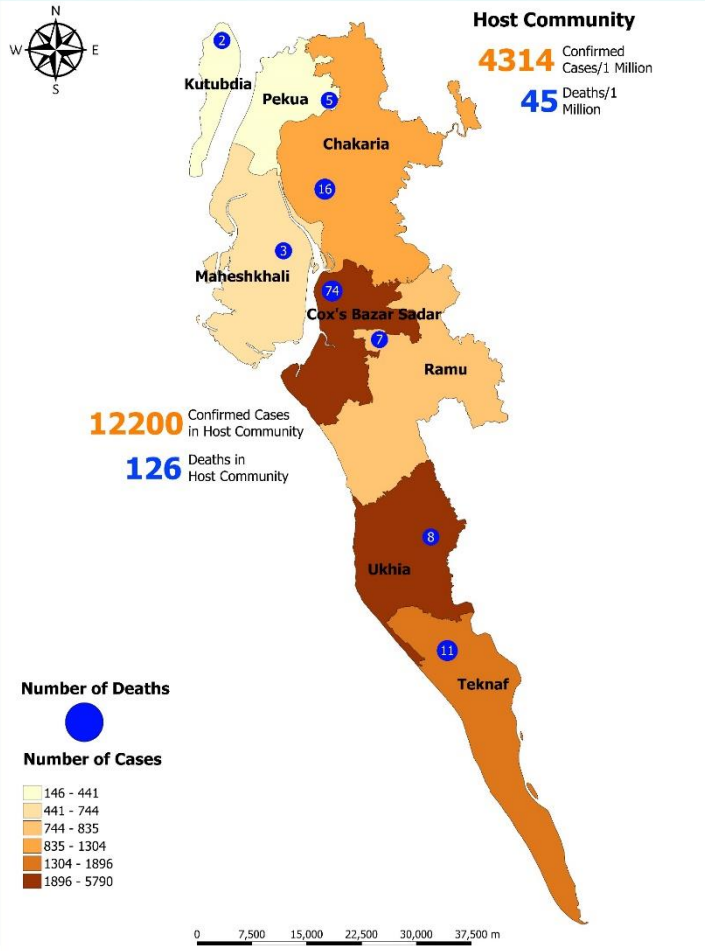 N
W E
S
Host Community
4314 Confirmed
Cases/1 Million
45 Deaths/1
Million
2
Kutubdia
Pekua
5
Chakaria
16
3
Maheshkhali
74
Cox's Bazar Sadar
7
Ramu
12200 Confirmed Cases
in Host Community
126 Deaths in
Host Community
8
Ukhia
11
Teknaf
Number of Deaths
Number of Cases
146 - 441
441 - 744
744 - 835
835 - 1304
1304 - 1896
1896 - 5790
0 7,500 15,000 22,500 30,000 37,500 m